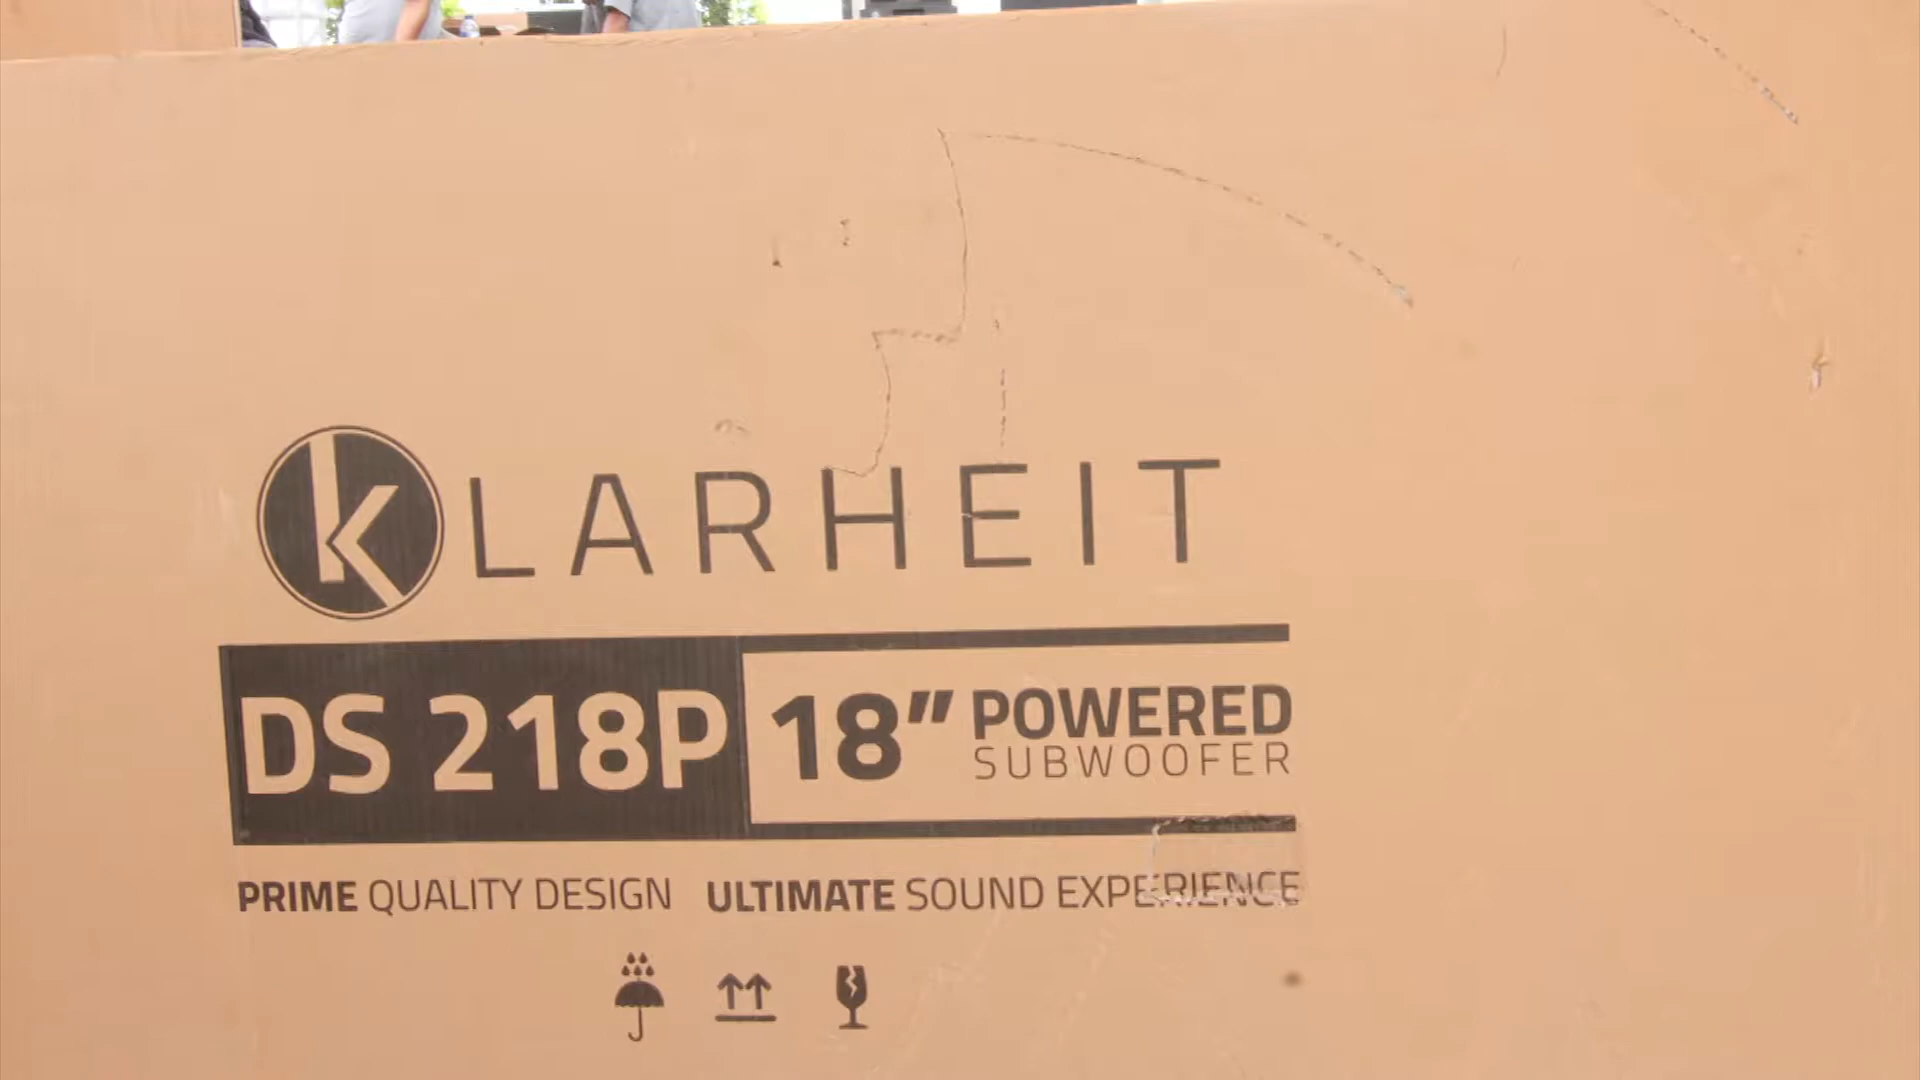 KLARHEIT
DS 218P 18” POWERED
SUBWOOFER
PRIME QUALITY DESIGN ULTIMATE SOUND EXPERIENCE